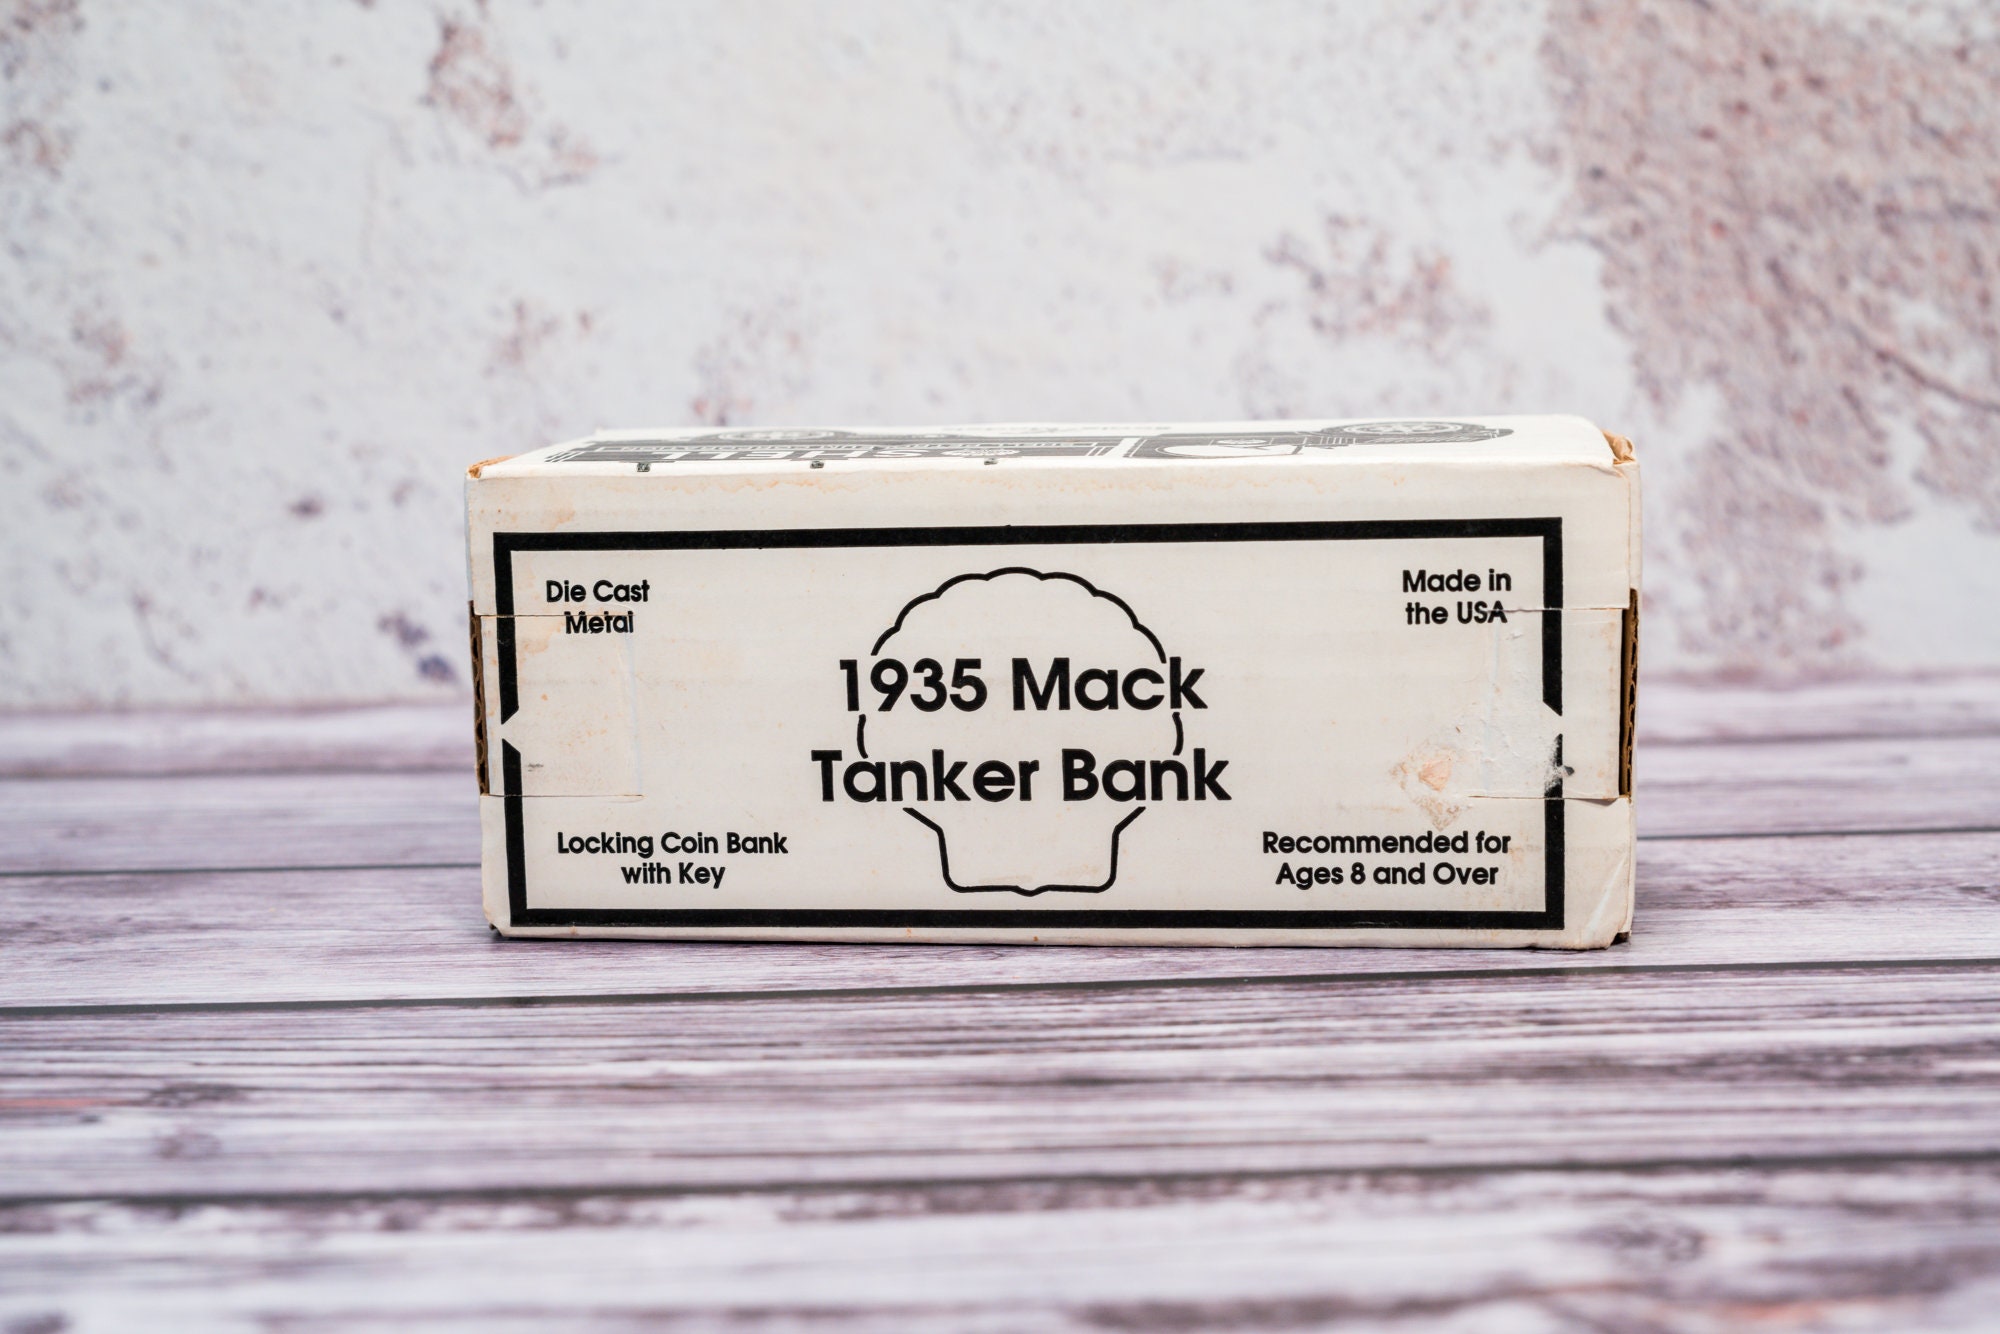 SHELL
Die Cast
Metal
Made in
the USA
1935 Mack
Tanker Bank
Locking Coin Bank
with Key
Recommended for
Ages 8 and Over